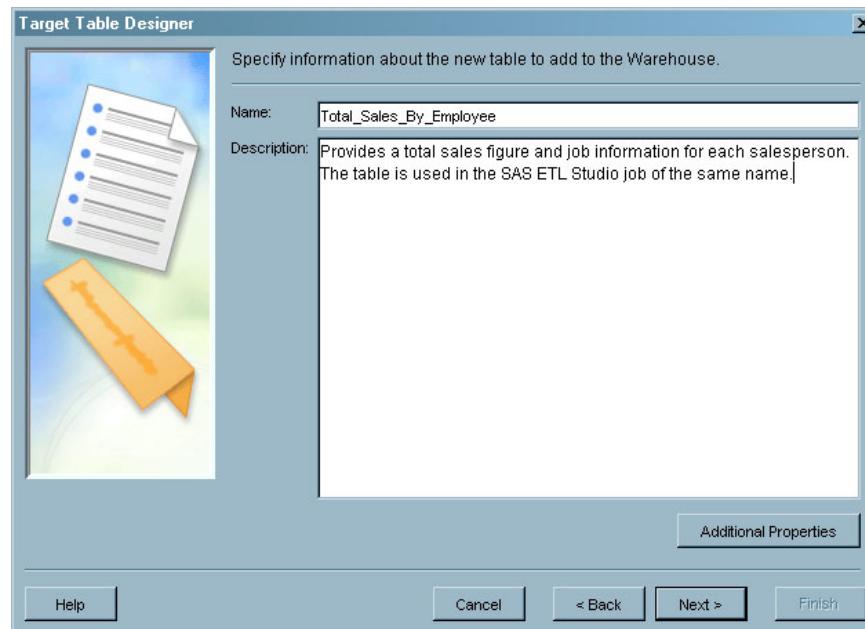 Target Table Designer
Specify information about the new table to add to the Warehouse.
Name:
Total_Sales_By_Employee
Description:
Provides a total sales figure and job information for each salesperson.
The table is used in the SAS ETL Studio job of the same name.
Additional Properties
Help
Cancel
< Back
Next >
Finish